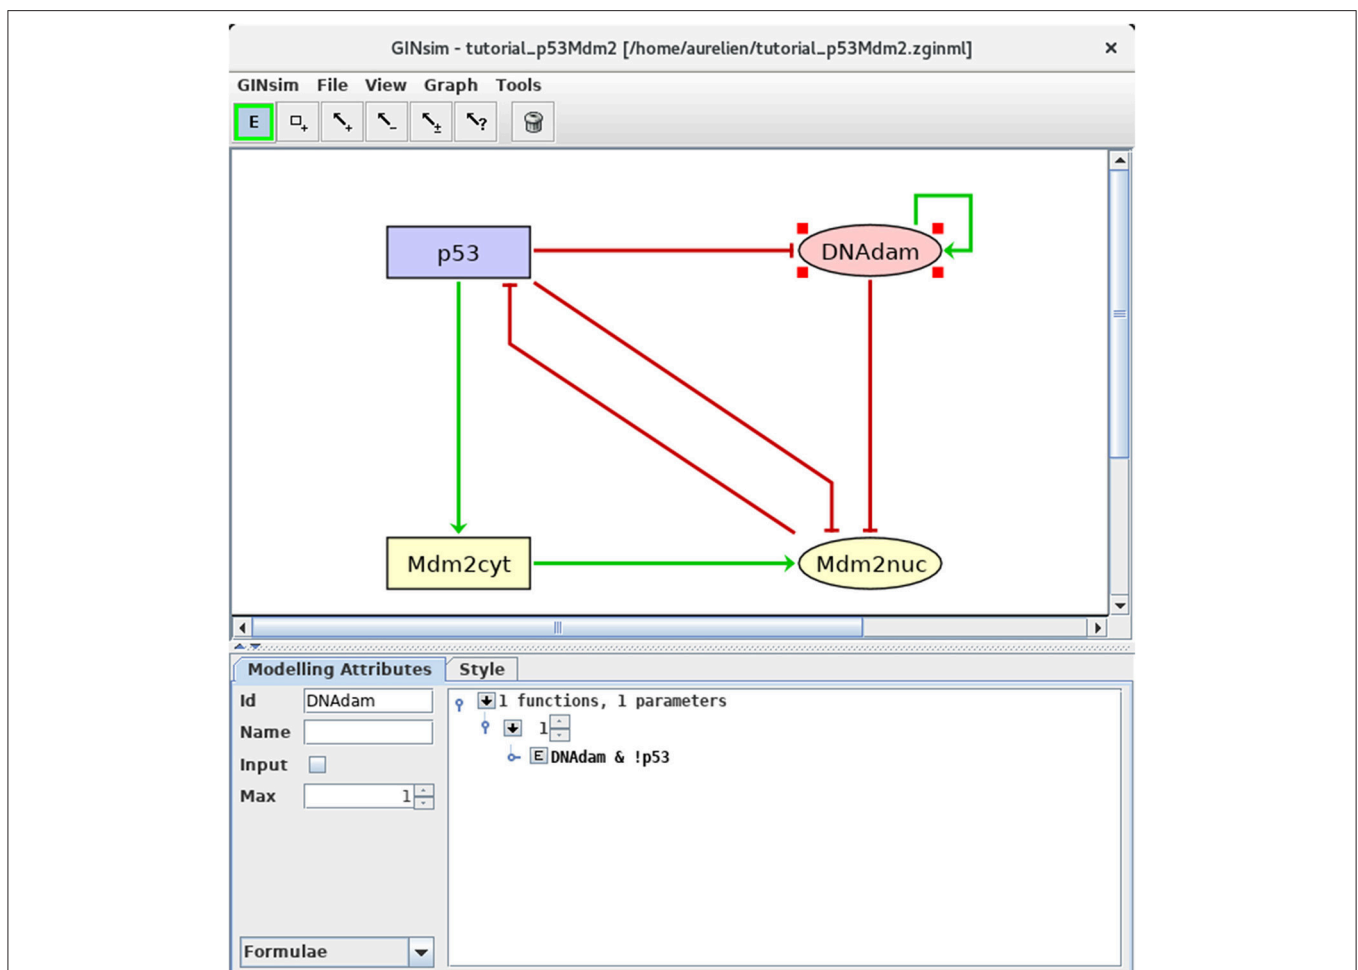 GINsim - tutorial_p53Mdm2 [/home/aurelien/tutorial_p53Mdm2.zginml]
GINsim File View Graph Tools
E + + - ± ?
p53
DNAdam
Mdm2cyt
Mdm2nuc
Modelling Attributes Style
Id DNAdam
Name
Input
Max 1
1 functions, 1 parameters
1
E DNAdam & !p53
Formulae